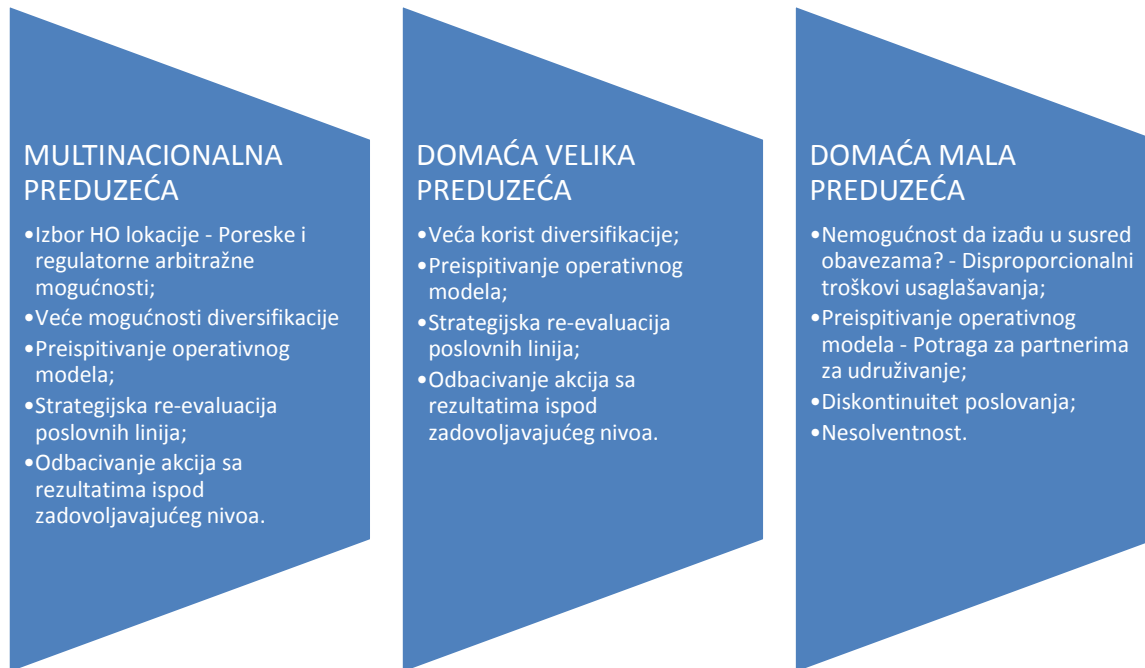 MULTINACIONALNA
PREDUZEĆA
•Izbor HO lokacije - Poreske i
regulatorne arbitražne
mogućnosti;
•Veće mogućnosti diversifikacije
•Preispitivanje operativnog
modela;
•Strategijska re-evaluacija
poslovnih linija;
•Odbacivanje akcija sa
rezultatima ispod
zadovoljavajućeg nivoa.
DOMAĆA VELIKA
PREDUZEĆA
•Veća korist diversifikacije;
•Preispitivanje operativnog
modela;
•Strategijska re-evaluacija
poslovnih linija;
•Odbacivanje akcija sa
rezultatima ispod
zadovoljavajućeg nivoa.
DOMAĆA MALA
PREDUZEĆA
•Nemogućnost da izađu u susred
obavezama? - Disproporcionalni
troškovi usaglašavanja;
•Preispitivanje operativnog
modela - Potraga za partnerima
za udruživanje;
•Diskontinuitet poslovanja;
•Nesolventnost.